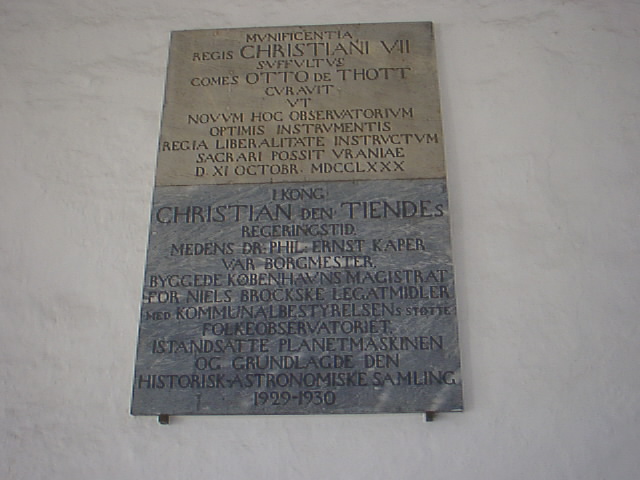 MVNIFICENTIA
REGIS CHRISTIANI VII
SVFFVLTVS
COMES OTTO DE THOTT
CVRAVIT
VT
NOVVM HOC OBSERVATORIVM
OPTIMIS INSTRVMENTIS
REGIA LIBERALITATE INSTRVCTVM
SACRARI POSSIT VRANIAE
D. XI OCTOBR. MDCCLXXX
I KONG
CHRISTIAN DEN TIENDES
REGERINGSTID
MEDENS DR. PHIL. ERNST KAPER
VAR BORGMESTER,
BYGGEDE KØBENHAVNS MAGISTRAT
FOR NIELS BROCKSKE LEGATMIDLER
MED KOMMUNALBESTYRELSENS STØTTE
FOLKEOBSERVATORIET,
ISTANDSATTE PLANETMASKINEN
OG GRUNDLAGDE DEN
HISTORISK-ASTRONOMISKE SAMLING
1929-1930